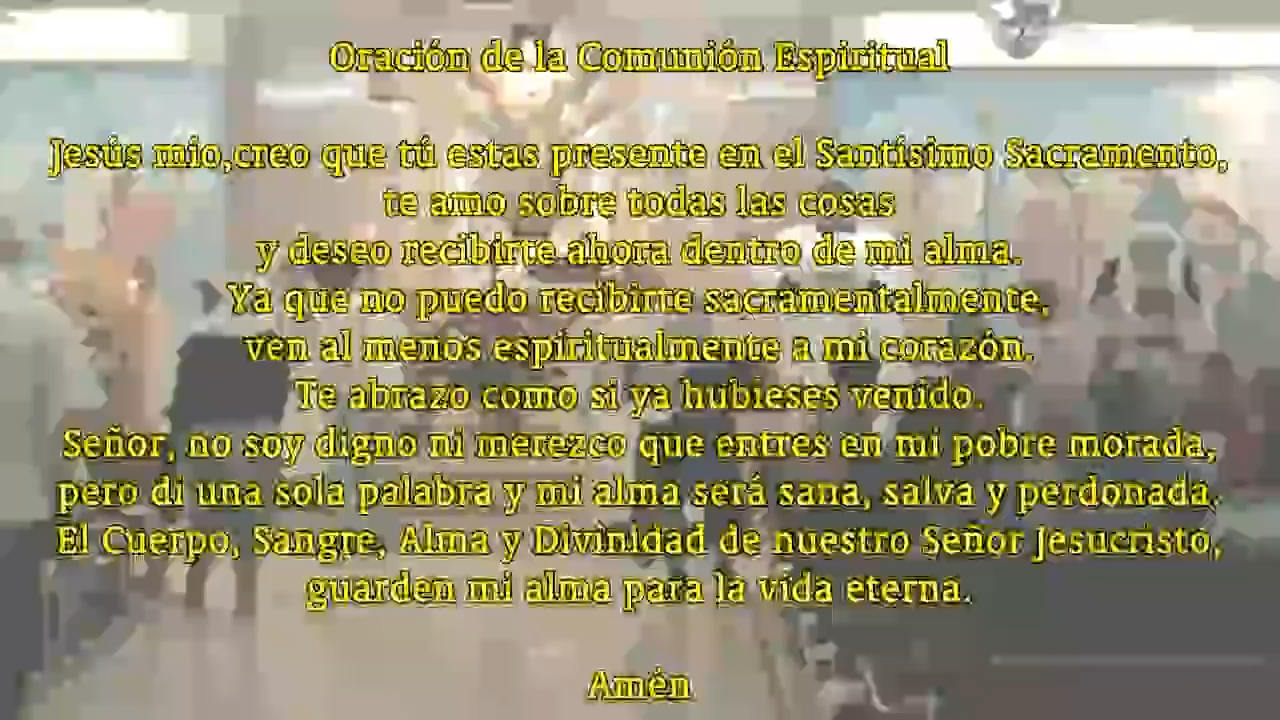 Oración de la Comunión Espiritual
Jesús mio,creo que tú estas presente en el Santísimo Sacramento,
te amo sobre todas las cosas
y deseo recibirte ahora dentro de mi alma.
Ya que no puedo recibirte sacramentalmente,
ven al menos espiritualmente a mi corazón.
Te abrazo como si ya hubieses venido.
Señor, no soy digno ni merezco que entres en mi pobre morada,
pero di una sola palabra y mi alma será sana, salva y perdonada.
El Cuerpo, Sangre, Alma y Divinidad de nuestro Señor Jesucristo,
guarden mi alma para la vida eterna.
Amén